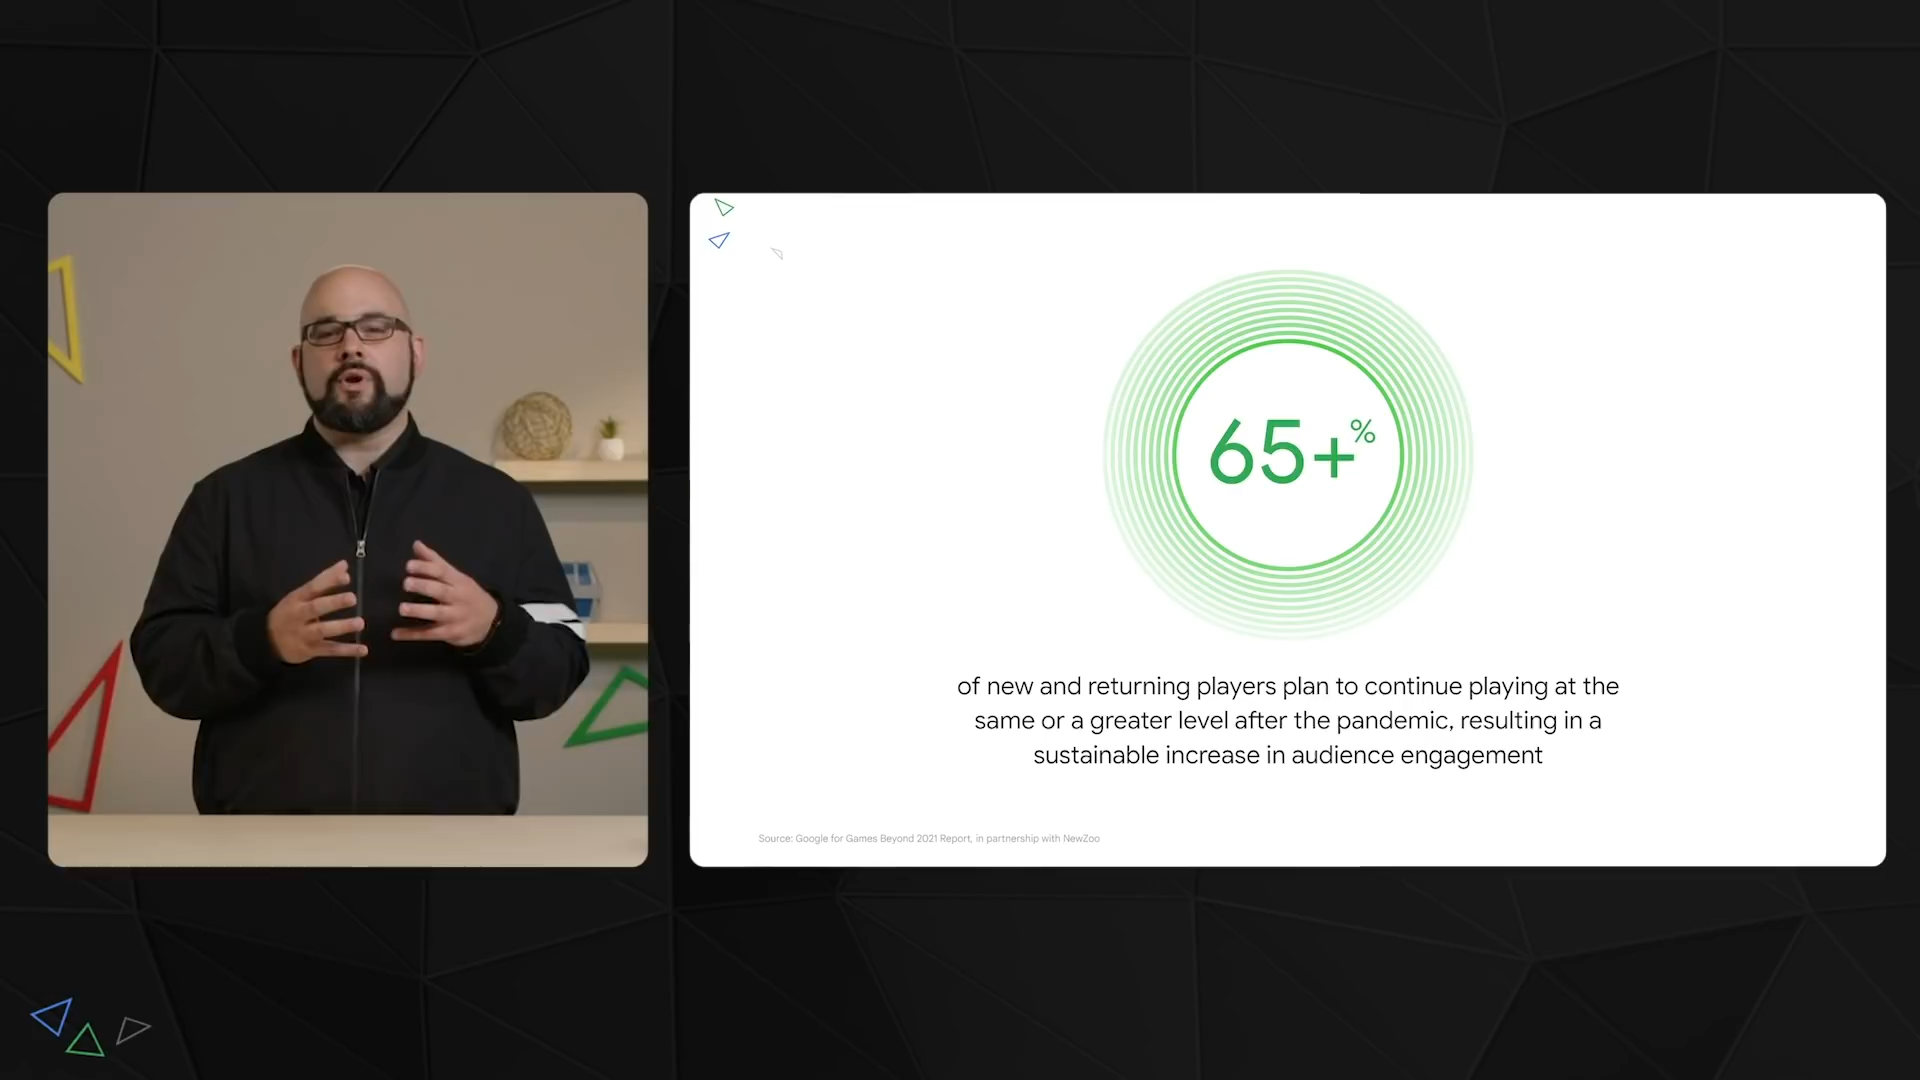 65+%
of new and returning players plan to continue playing at the
same or a greater level after the pandemic, resulting in a
sustainable increase in audience engagement
Source: Google for Games Beyond 2021 Report, in partnership with NewZoo